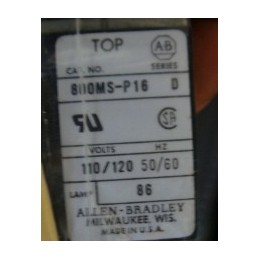 TOP
A-B
CAT. NO. SERIES
800MS-P16 D
VOLTS HZ
110/120 50/60
LAMP 86
ALLEN-BRADLEY
MILWAUKEE, WIS.
MADE IN U.S.A.